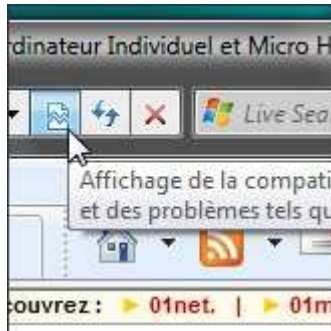 rdinateur Individuel et Micro H
Live Sea
Affichage de la compati
et des problèmes tels qu
couvrez : 01net. | 01m